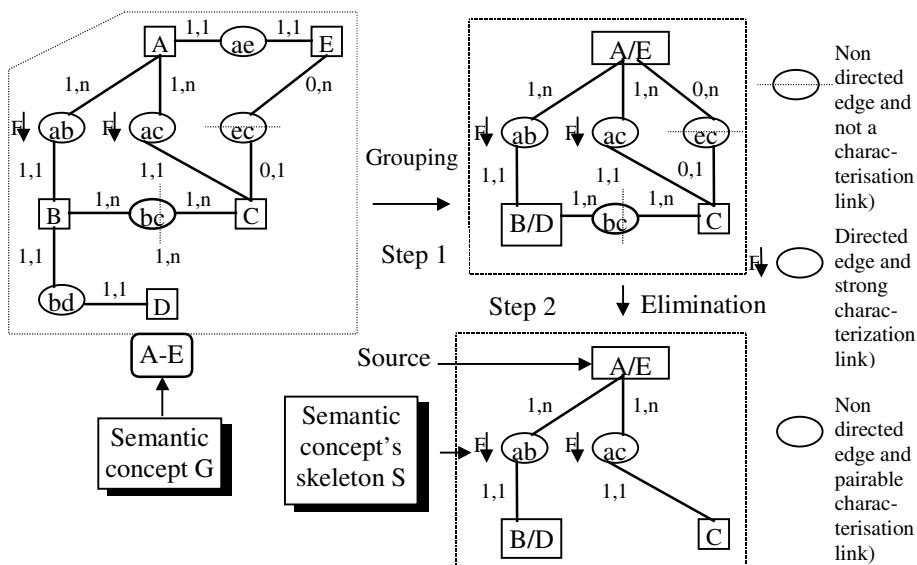 A 1,1 ae 1,1 E
1,n 1,n 0,n
F ab F ac ec
1,1 1,1 0,1
B 1,n bc 1,n C
1,1 1,n
bd 1,1 D
A-E
Semantic
concept G
Grouping
Step 1
A/E
1,n 1,n 0,n
F ab F ac ec
1,1 1,1 0,1
B/D 1,n bc 1,n C
Step 2 Elimination
Source
A/E
1,n 1,n
Semantic
concept's
skeleton S
F ab F ac
1,1 1,1
B/D C
Non
directed
edge and
not a
charac-
terisation
link)
F
Directed
edge and
strong
charac-
terization
link)
Non
directed
edge and
pairable
charac-
terisation
link)